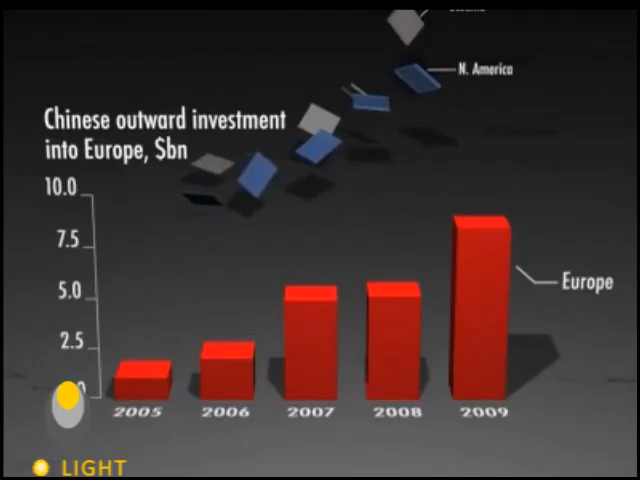 N. America
Chinese outward investment
into Europe, $bn
10.0
7.5
5.0
2.5
0
Europe
2005 2006 2007 2008 2009
LIGHT